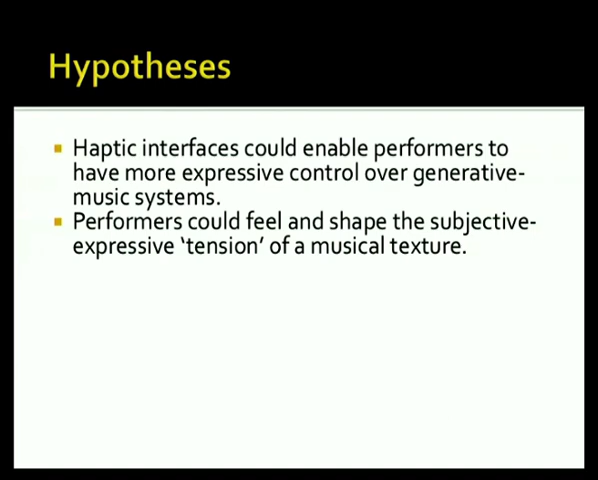 Hypotheses
Haptic interfaces could enable performers to
have more expressive control over generative-
music systems.
Performers could feel and shape the subjective-
expressive ‘tension’ of a musical texture.